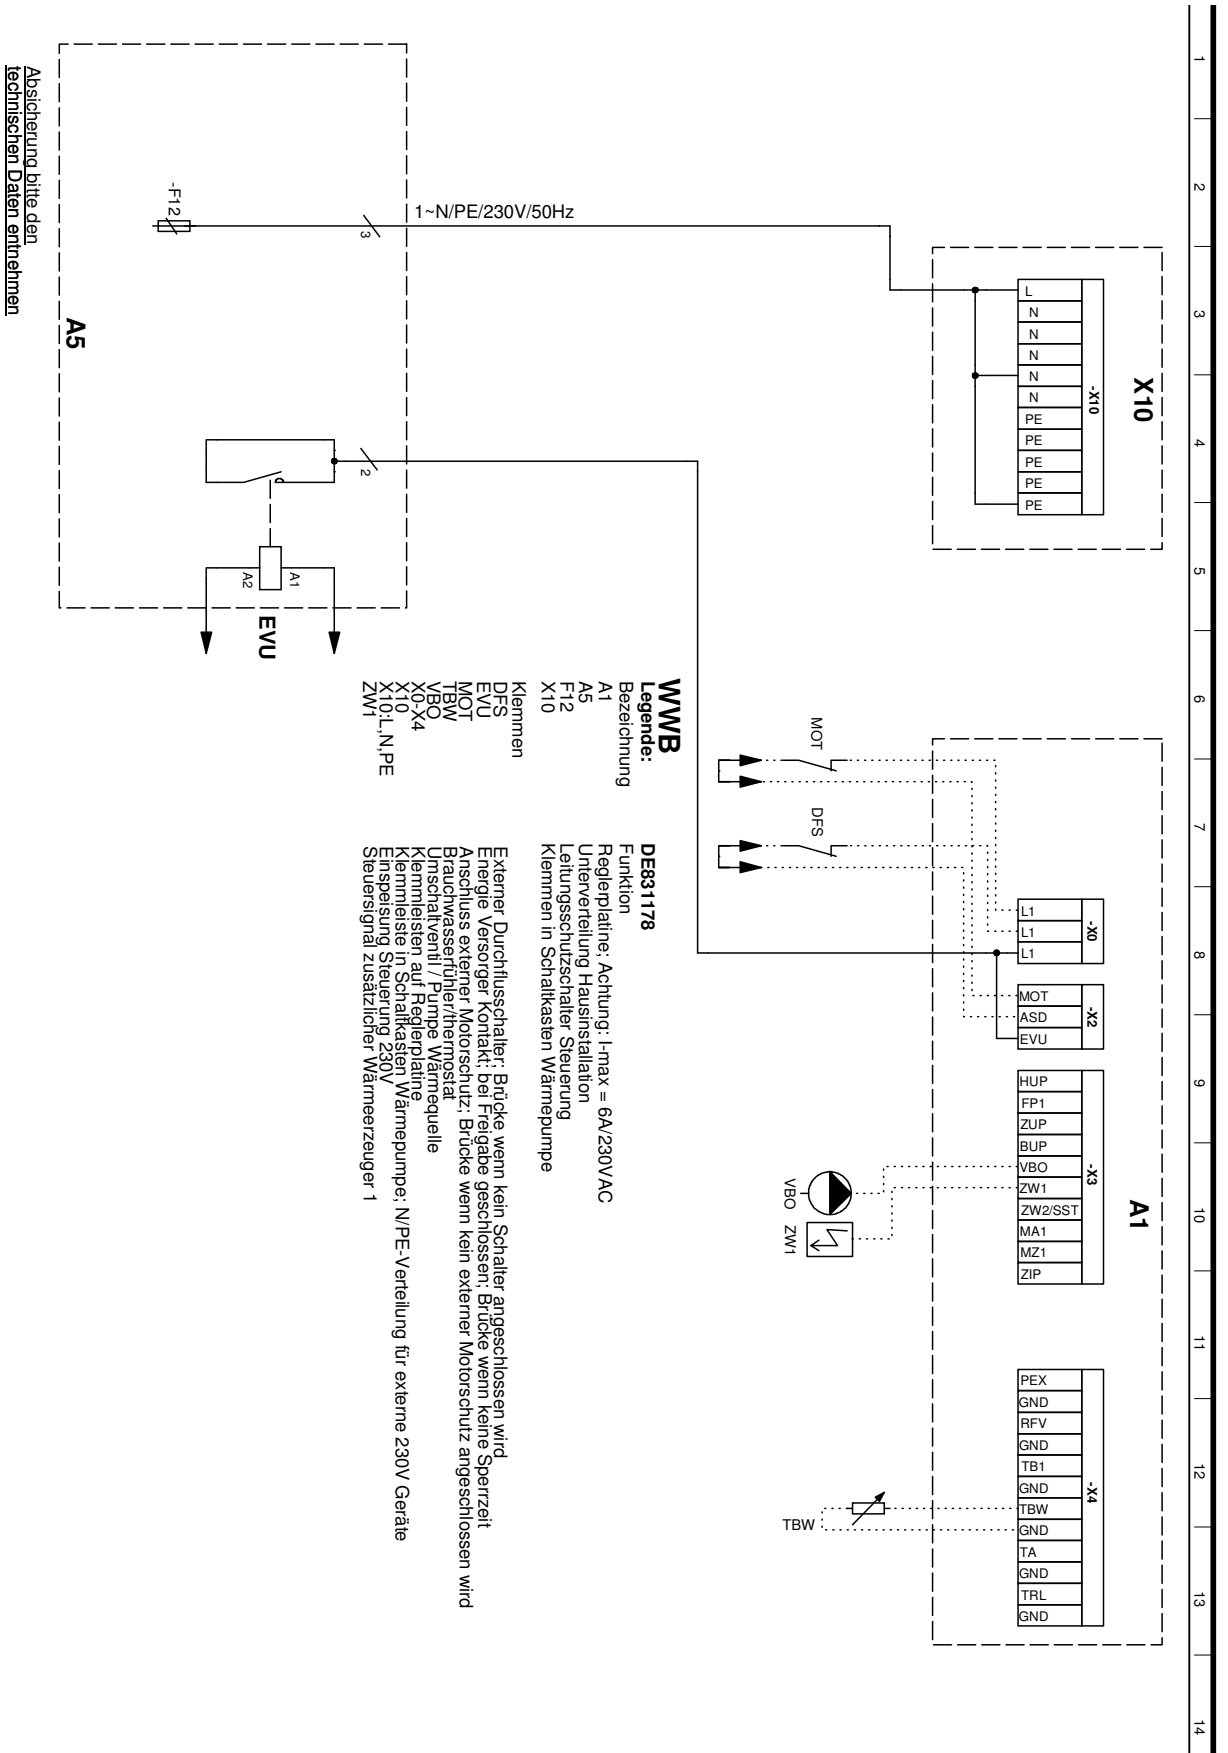 1
2
3
4
5
6
7
8
9
10
11
12
13
14
X10
-X10
L
N
N
N
N
N
PE
PE
PE
PE
PE
A1
-X0
L1
L1
L1
-X2
MOT
ASD
EVU
-X3
HUP
FP1
ZUP
BUP
VBO
ZW1
ZW2/SST
MA1
MZ1
ZIP
-X4
PEX
GND
RFV
GND
TB1
GND
TBW
GND
TA
GND
TRL
GND
MOT
DFS
VBO
ZW1
TBW
1~N/PE/230V/50Hz
3
2
-F12
A1
A2
EVU
A5
Absicherung bitte den
technischen Daten entnehmen
WWB
Legende: DE831178
Bezeichnung Funktion
A1 Reglerplatine; Achtung: I-max = 6A/230VAC
A5 Unterverteilung Hausinstallation
F12 Leitungsschutzschalter Steuerung
X10 Klemmen in Schaltkasten Wärmepumpe
Klemmen
DFS Externer Durchflusschalter; Brücke wenn kein Schalter angeschlossen wird
EVU Energie Versorger Kontakt; bei Freigabe geschlossen; Brücke wenn keine Sperrzeit
MOT Anschluss externer Motorschutz; Brücke wenn kein externer Motorschutz angeschlossen wird
TBW Brauchwasserfühler/thermostat
VBO Umschaltventil / Pumpe Wärmequelle
X0-X4 Klemmleisten auf Reglerplatine
X10 Klemmleiste in Schaltkasten Wärmepumpe; N/PE-Verteilung für externe 230V Geräte
X10:L,N,PE Einspeisung Steuerung 230V
ZW1 Steuersignal zusätzlicher Wärmeerzeuger 1